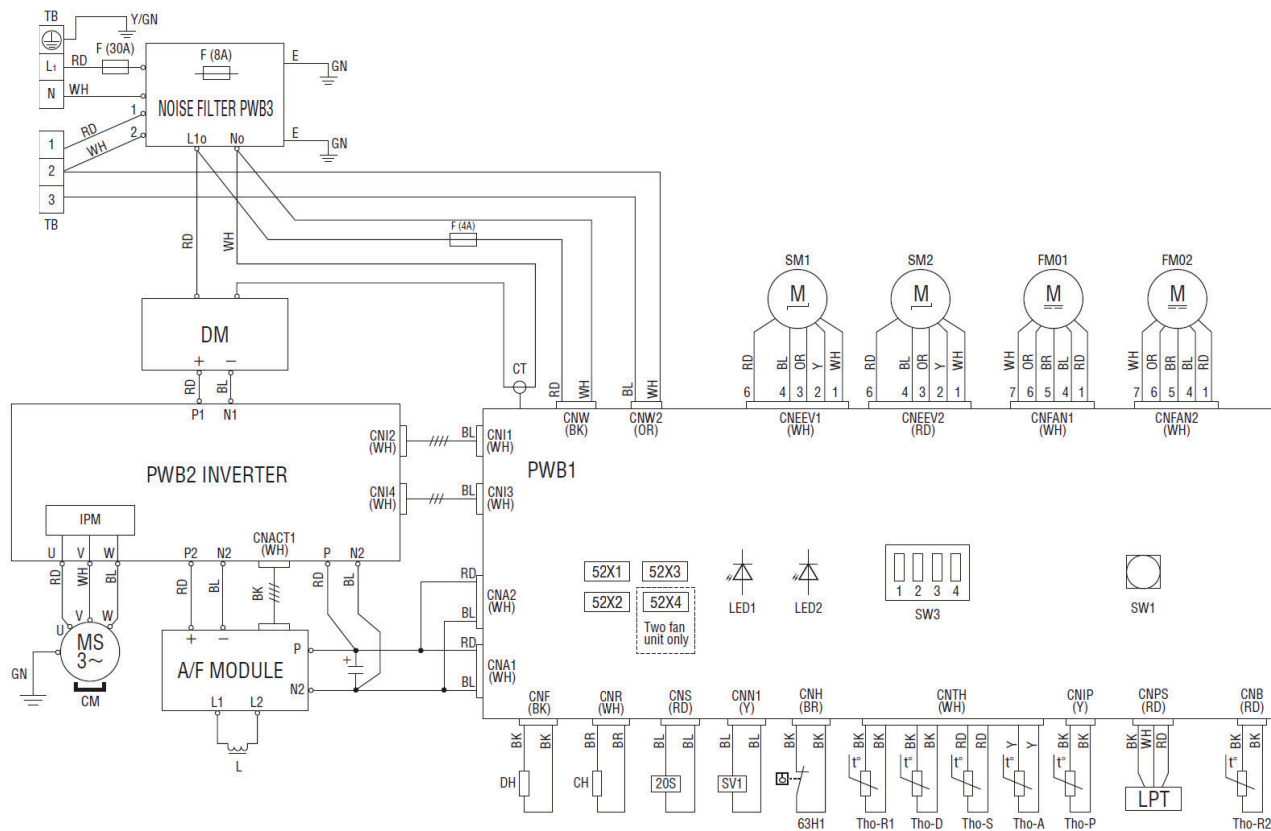 TB
Y/GN
L1
RD
F (30A)
N
WH
F (8A)
NOISE FILTER PWB3
E
GN
E
GN
1
2
L1o
No
1
RD
2
WH
3
TB
RD
WH
F (4A)
DM
+
−
RD
BL
CT
RD
WH
BL
WH
SM1
M
SM2
M
FM01
M
FM02
M
RD
BL
OR
Y
WH
RD
BL
OR
Y
WH
WH
OR
BR
BL
RD
WH
OR
BR
BL
RD
6
4
3
2
1
6
4
3
2
1
7
6
5
4
1
7
6
5
4
1
P1
N1
PWB2 INVERTER
CNI2
(WH)
BL
CNI1
(WH)
CNI4
(WH)
BL
CNI3
(WH)
PWB1
CNW
(BK)
CNW2
(OR)
CNEEV1
(WH)
CNEEV2
(RD)
CNFAN1
(WH)
CNFAN2
(WH)
IPM
U
V
W
P2
N2
CNACT1
(WH)
P
N2
RD
WH
BL
RD
BL
BK
RD
BL
U
V
W
MS
3~
GN
CM
+
−
A/F MODULE
P
N2
L1
L2
L
+
RD
BL
CNA2
(WH)
RD
BL
CNA1
(WH)
52X1
52X3
52X2
52X4
Two fan
unit only
LED1
LED2
1
2
3
4
SW3
SW1
CNF
(BK)
CNR
(WH)
CNS
(RD)
CNN1
(Y)
CNH
(BR)
CNTH
(WH)
CNIP
(Y)
CNPS
(RD)
CNB
(RD)
BK
BK
BR
BR
BL
BL
BL
BL
BK
BK
BK
BK
BK
BK
RD
RD
Y
Y
BK
BK
BK
WH
RD
BK
BK
DH
CH
20S
SV1
63H1
t°
Tho-R1
t°
Tho-D
t°
Tho-S
t°
Tho-A
t°
Tho-P
LPT
t°
Tho-R2